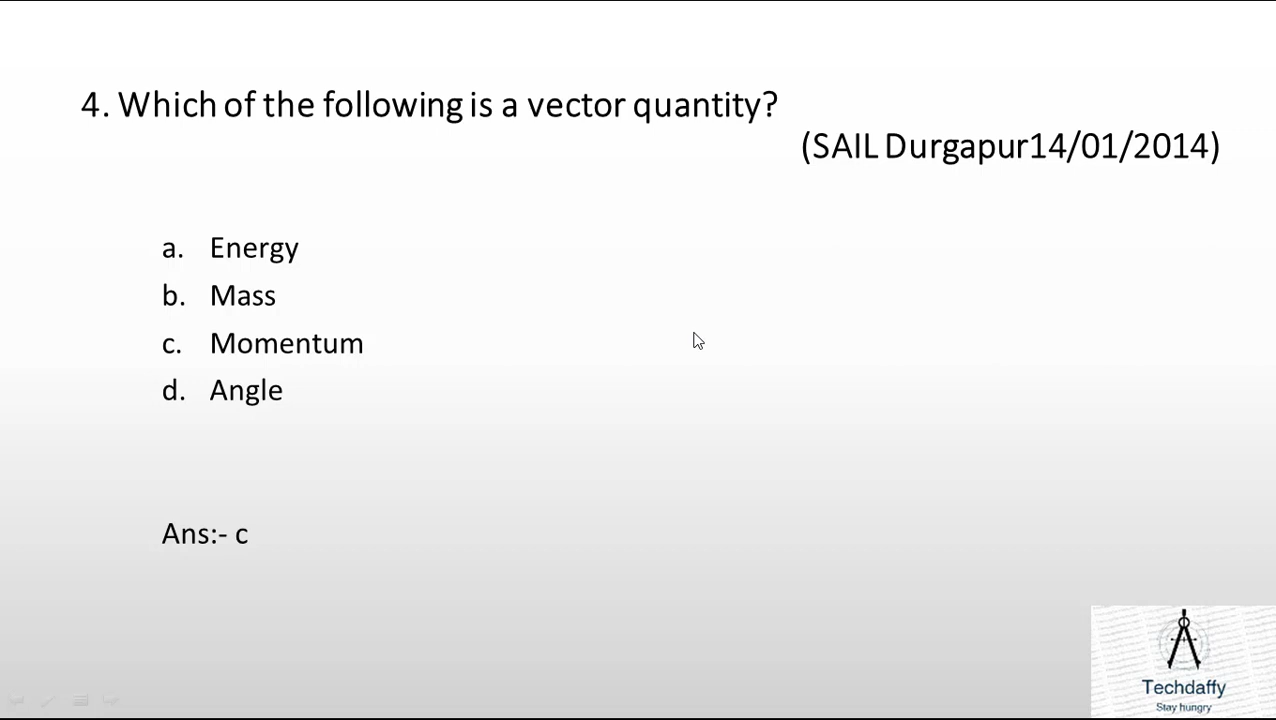 4. Which of the following is a vector quantity?
(SAIL Durgapur14/01/2014)
a. Energy
b. Mass
c. Momentum
d. Angle
Ans:- c
Techdaffy
Stay hungry